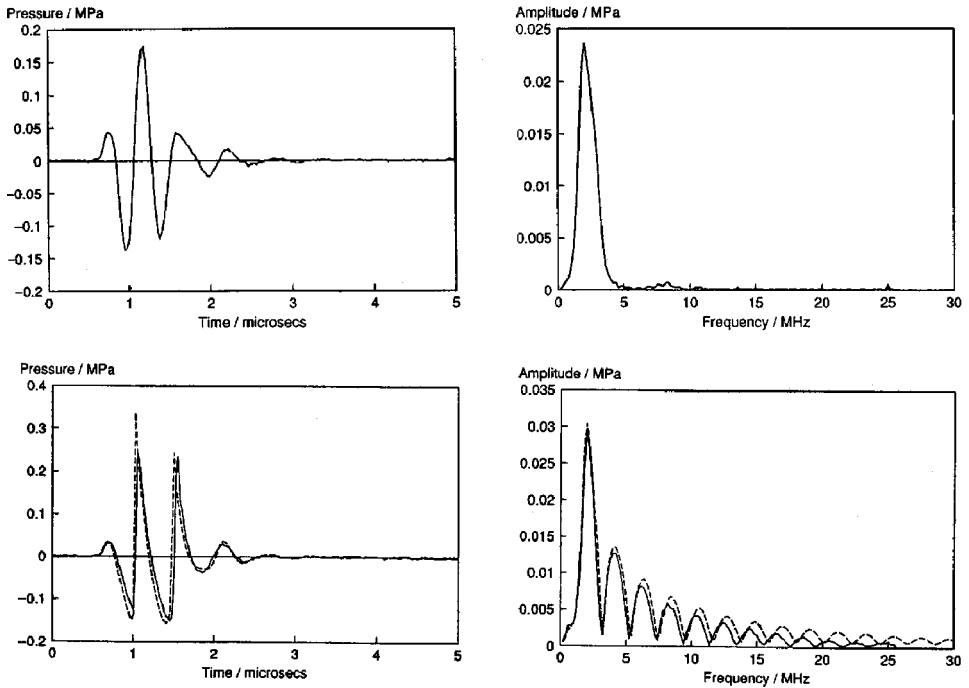 Pressure / MPa
0.2
0.15
0.1
0.05
0
−0.05
−0.1
−0.15
−0.2
0 1 2 3 4 5
Time / microsecs
Amplitude / MPa
0.025
0.02
0.015
0.01
0.005
0
0 5 10 15 20 25 30
Frequency / MHz
Pressure / MPa
0.4
0.3
0.2
0.1
0
−0.1
−0.2
0 1 2 3 4 5
Time / microsecs
Amplitude / MPa
0.035
0.03
0.025
0.02
0.015
0.01
0.005
0
0 5 10 15 20 25 30
Frequency / MHz